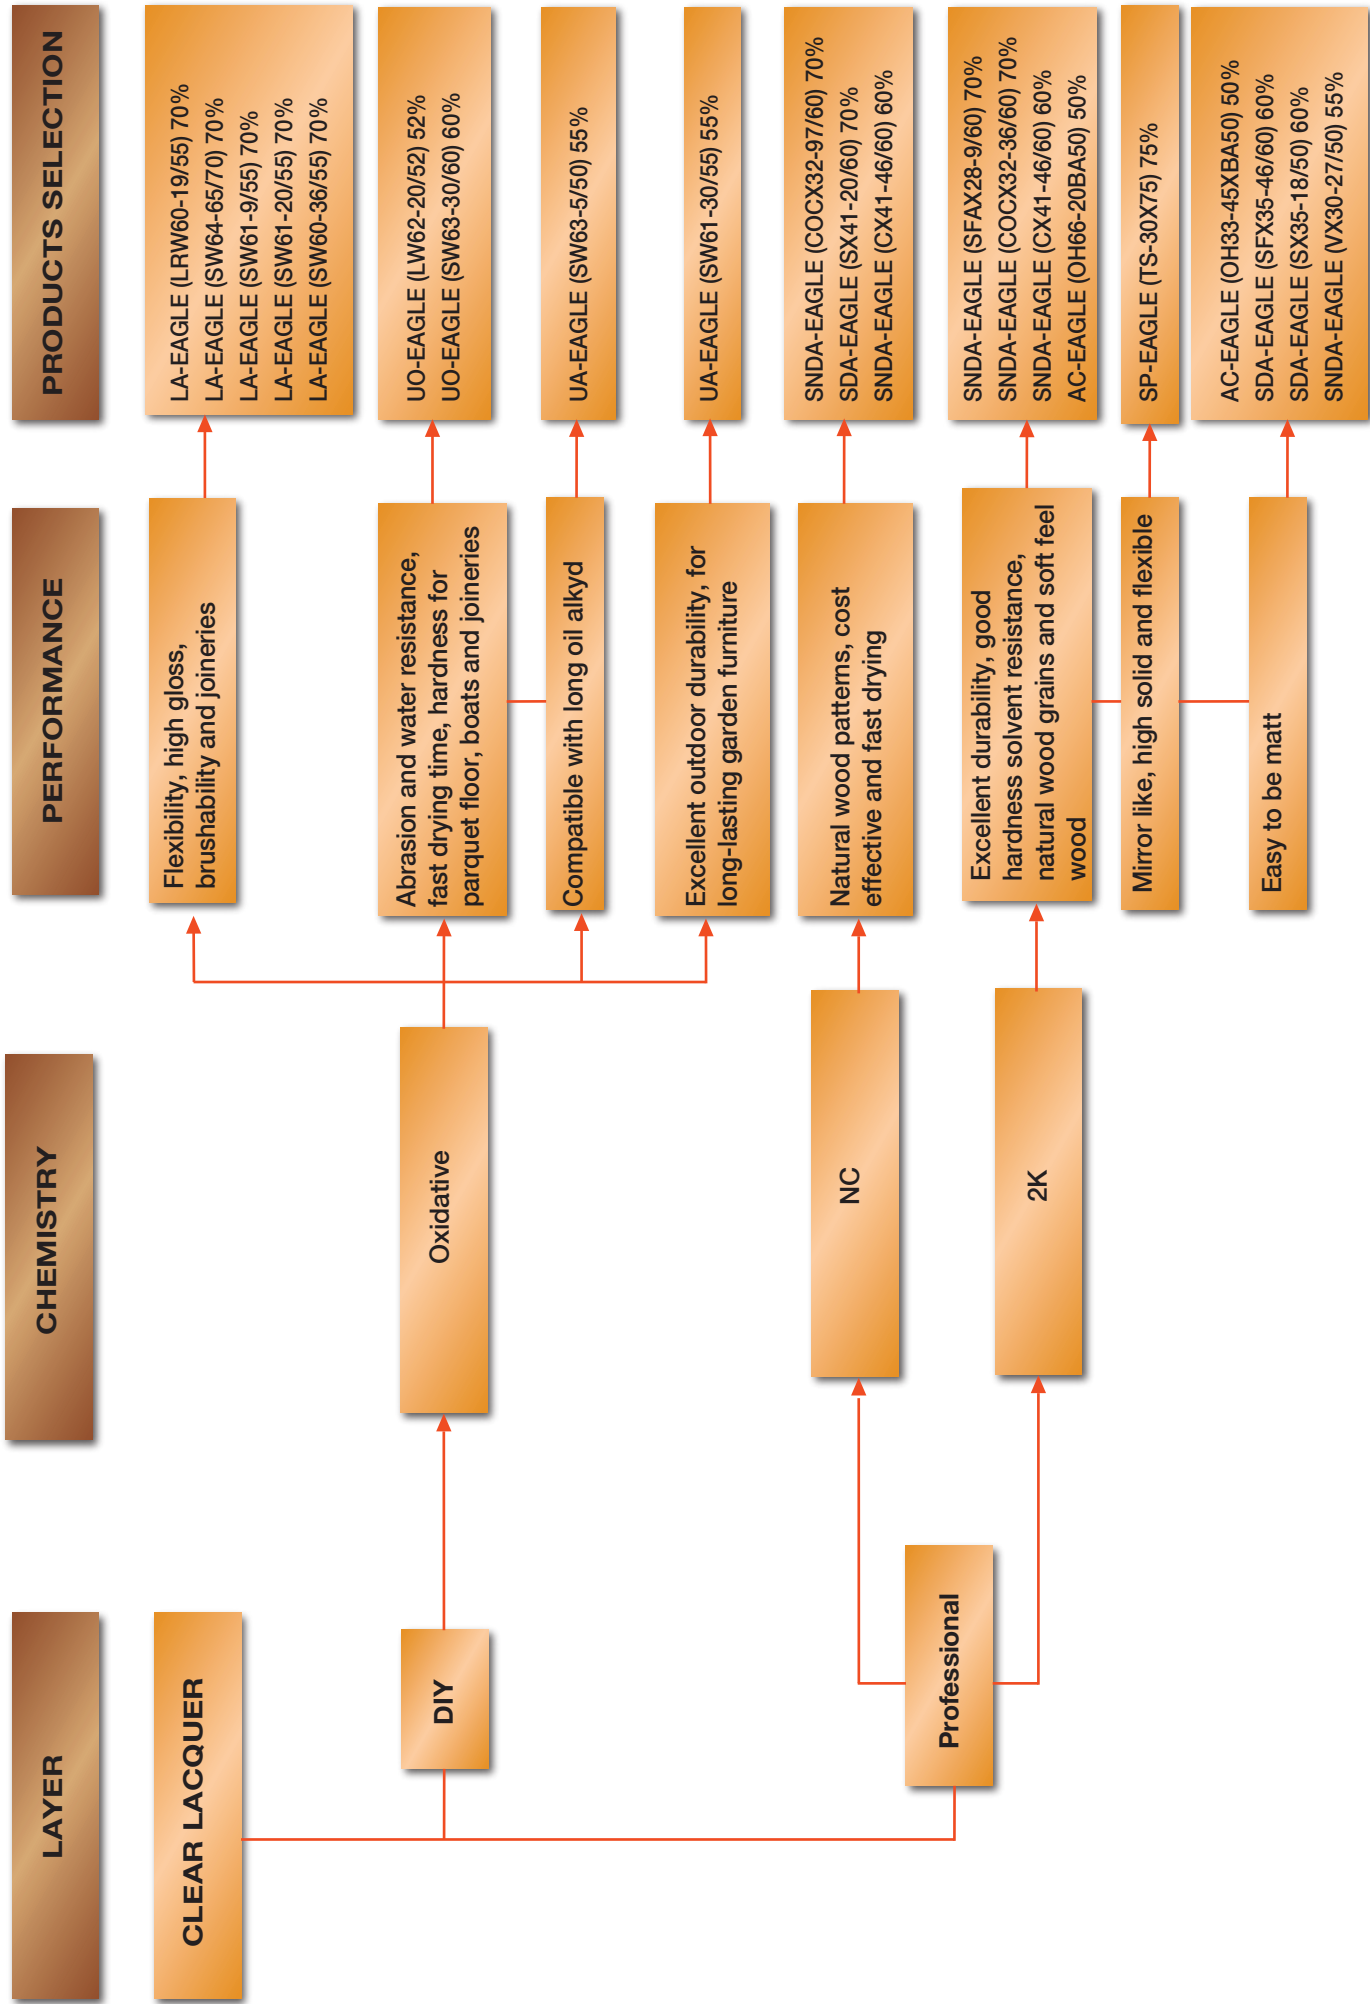 LAYER
CHEMISTRY
PERFORMANCE
PRODUCTS SELECTION
CLEAR LACQUER
DIY
Oxidative
Flexibility, high gloss,
brushability and joineries
LA-EAGLE (LRW60-19/55) 70%
LA-EAGLE (SW64-65/70) 70%
LA-EAGLE (SW61-9/55) 70%
LA-EAGLE (SW61-20/55) 70%
LA-EAGLE (SW60-36/55) 70%
Abrasion and water resistance,
fast drying time, hardness for
parquet floor, boats and joineries
UO-EAGLE (LW62-20/52) 52%
UO-EAGLE (SW63-30/60) 60%
Compatible with long oil alkyd
UA-EAGLE (SW63-5/50) 55%
Excellent outdoor durability, for
long-lasting garden furniture
UA-EAGLE (SW61-30/55) 55%
Professional
NC
Natural wood patterns, cost
effective and fast drying
SNDA-EAGLE (COCX32-97/60) 70%
SDA-EAGLE (SX41-20/60) 70%
SNDA-EAGLE (CX41-46/60) 60%
2K
Excellent durability, good
hardness solvent resistance,
natural wood grains and soft feel
wood
SNDA-EAGLE (SFAX28-9/60) 70%
SNDA-EAGLE (COCX32-36/60) 70%
SNDA-EAGLE (CX41-46/60) 60%
AC-EAGLE (OH66-20BA50) 50%
Mirror like, high solid and flexible
SP-EAGLE (TS-30X75) 75%
Easy to be matt
AC-EAGLE (OH33-45XBA50) 50%
SDA-EAGLE (SFX35-46/60) 60%
SDA-EAGLE (SX35-18/50) 60%
SNDA-EAGLE (VX30-27/50) 55%